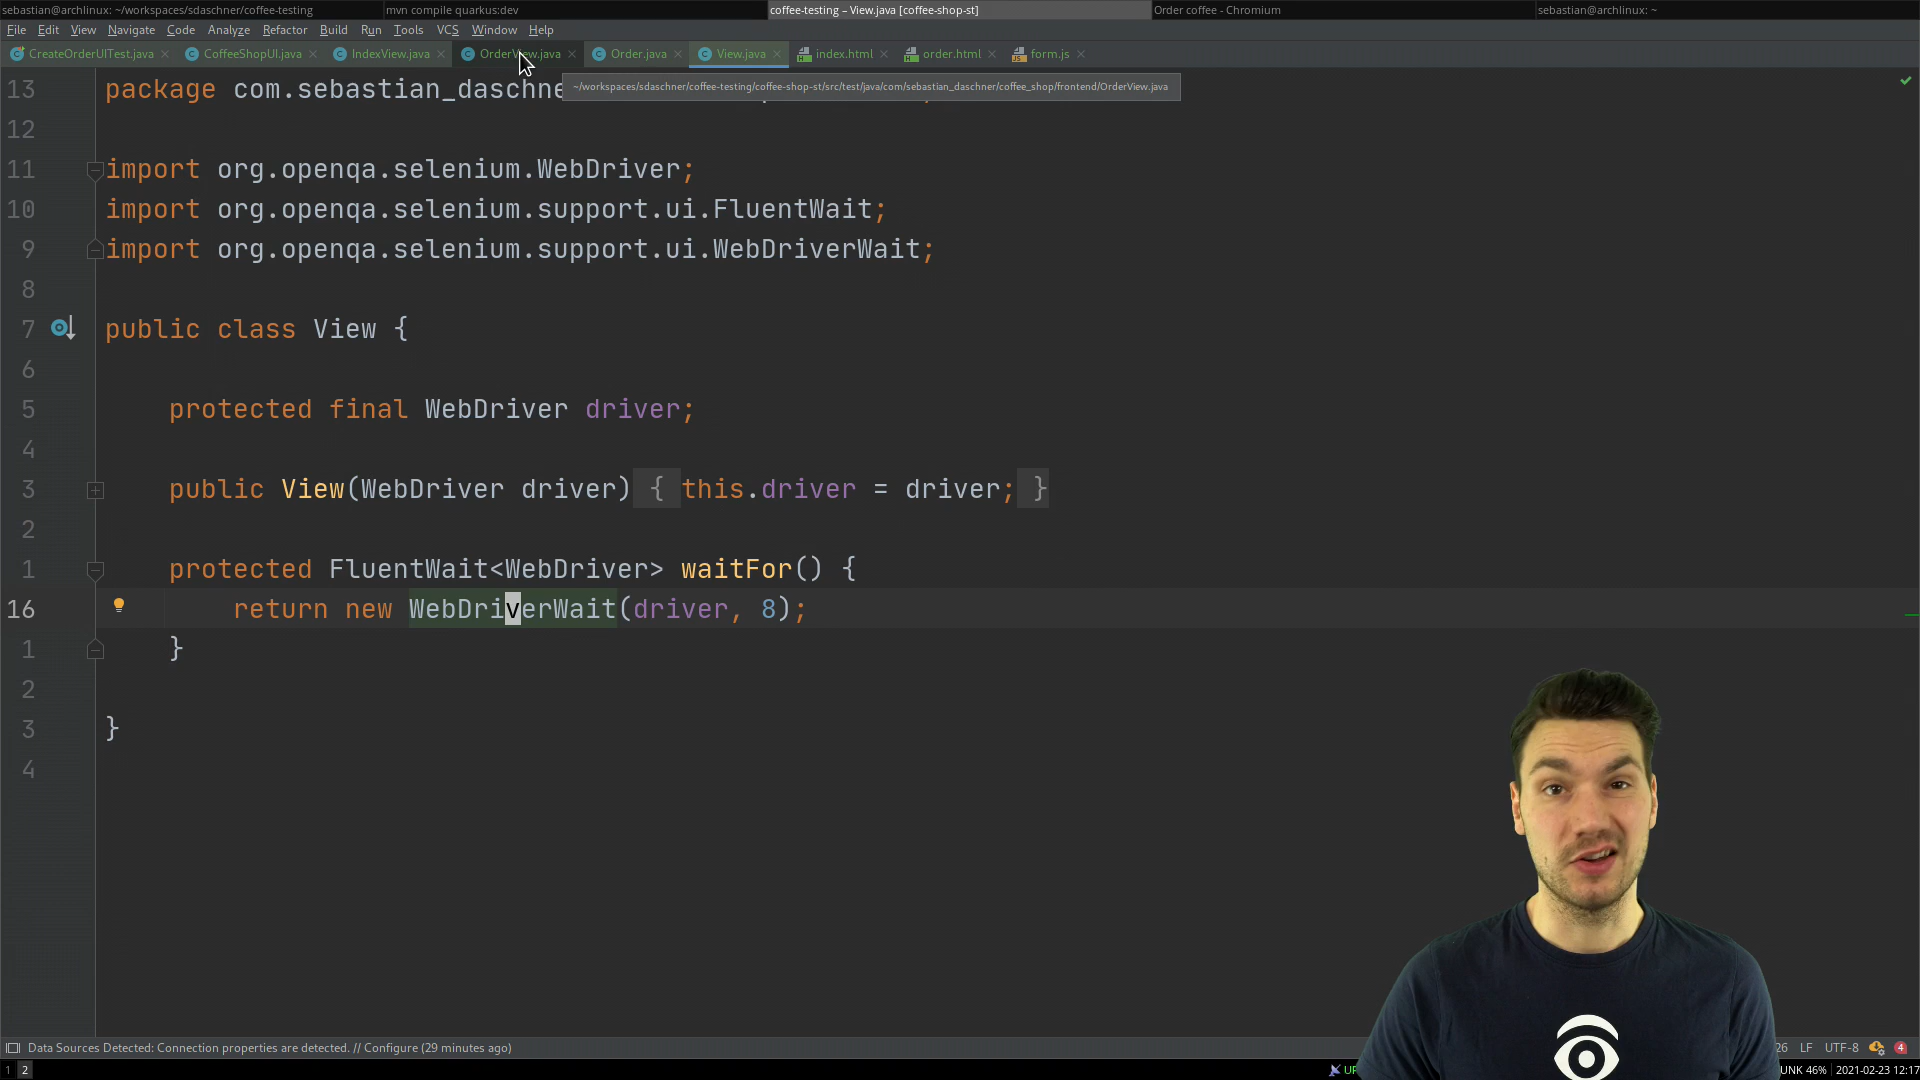 sebastian@archlinux: ~/workspaces/sdaschner/coffee-testing
mvn compile quarkus:dev
coffee-testing – View.java [coffee-shop-st]
Order coffee - Chromium
sebastian@archlinux: ~
File Edit View Navigate Code Analyze Refactor Build Run Tools VCS Window Help
CreateOrderUITest.java CoffeeShopUI.java IndexView.java OrderView.java Order.java View.java index.html order.html form.js
~/workspaces/sdaschner/coffee-testing/coffee-shop-st/src/test/java/com/sebastian_daschner/coffee_shop/frontend/OrderView.java
13 package com.sebastian_daschne
12
11 import org.openqa.selenium.WebDriver;
10 import org.openqa.selenium.support.ui.FluentWait;
9 import org.openqa.selenium.support.ui.WebDriverWait;
8
7 public class View {
6
5 protected final WebDriver driver;
4
3 public View(WebDriver driver) { this.driver = driver; }
2
1 protected FluentWait<WebDriver> waitFor() {
16 return new WebDriverWait(driver, 8);
1 }
2
3 }
4
Data Sources Detected: Connection properties are detected. // Configure (29 minutes ago)
26 LF UTF-8 4
1 2
UNK 46% 2021-02-23 12:17